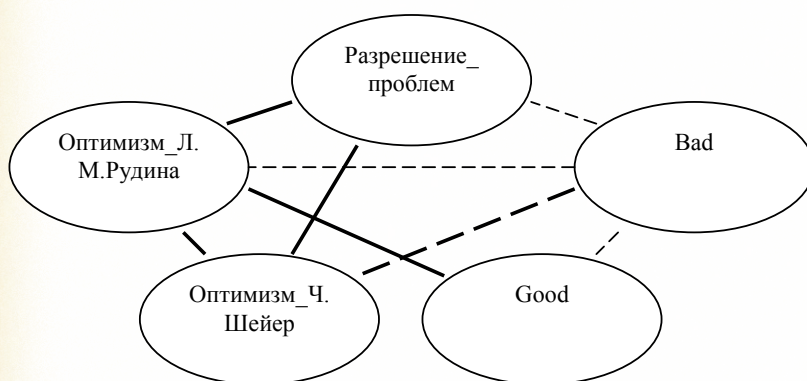 Разрешение_
проблем
Оптимизм_Л.
М.Рудина
Bad
Оптимизм_Ч.
Шейер
Good